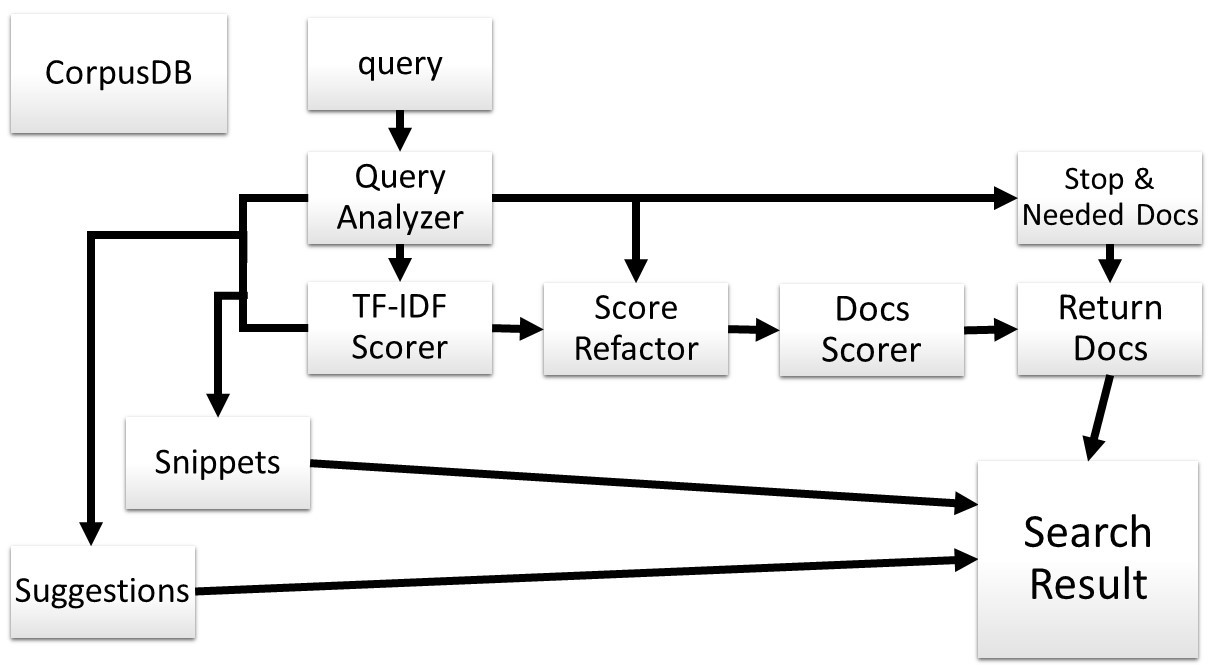 CorpusDB
query
Query
Analyzer
Stop &
Needed Docs
TF-IDF
Scorer
Score
Refactor
Docs
Scorer
Return
Docs
Snippets
Search
Result
Suggestions